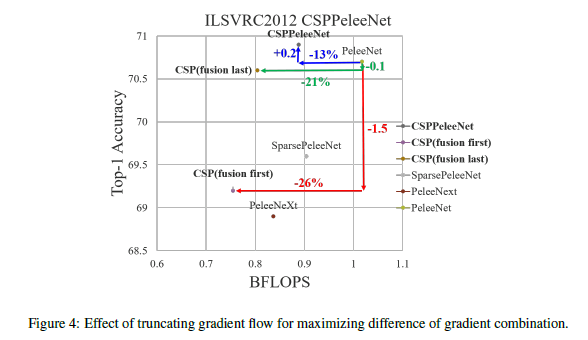 ILSVRC2012 CSPPeleeNet
CSPPeleeNet
+0.2
-13%
PeleeNet
CSP(fusion last)
-0.1
-21%
-1.5
SparsePeleeNet
CSP(fusion first)
-26%
PeleeNeXt
Top-1 Accuracy
71
70.5
70
69.5
69
68.5
0.6 0.7 0.8 0.9 1 1.1
BFLOPS
CSPPeleeNet
CSP(fusion first)
CSP(fusion last)
SparsePeleeNet
PeleeNext
PeleeNet
Figure 4: Effect of truncating gradient flow for maximizing difference of gradient combination.